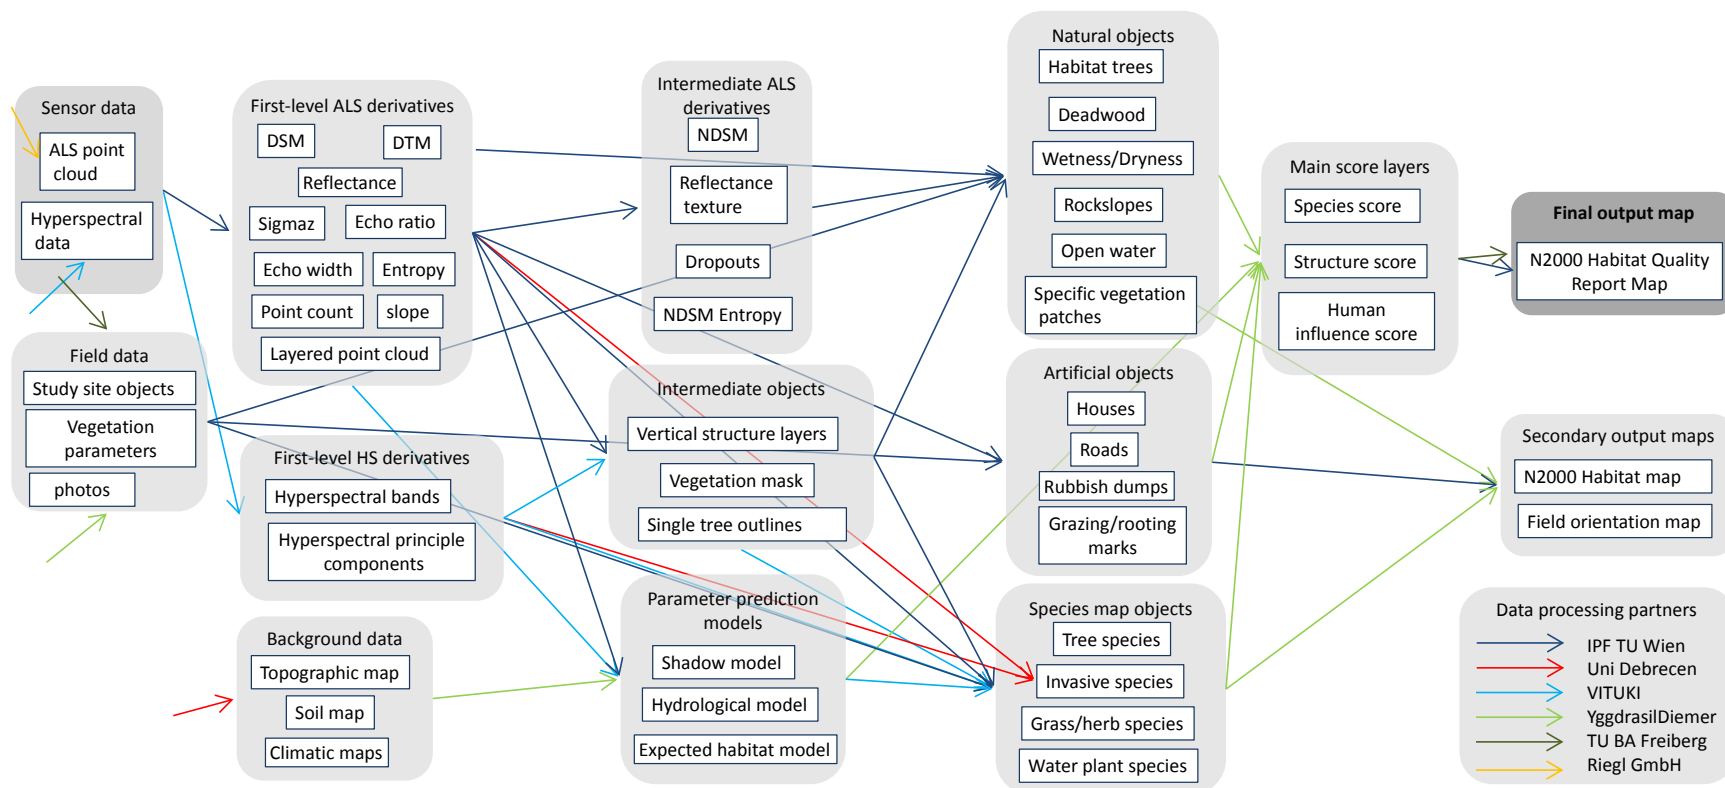 Sensor data
ALS point
cloud
Hyperspectral
data
Field data
Study site objects
Vegetation
parameters
photos
First-level ALS derivatives
DSM
DTM
Reflectance
Sigmaz
Echo ratio
Echo width
Entropy
Point count
slope
Layered point cloud
First-level HS derivatives
Hyperspectral bands
Hyperspectral principle
components
Background data
Topographic map
Soil map
Climatic maps
Intermediate ALS
derivatives
NDSM
Reflectance
texture
Dropouts
NDSM Entropy
Intermediate objects
Vertical structure layers
Vegetation mask
Single tree outlines
Parameter prediction
models
Shadow model
Hydrological model
Expected habitat model
Natural objects
Habitat trees
Deadwood
Wetness/Dryness
Rockslopes
Open water
Specific vegetation
patches
Artificial objects
Houses
Roads
Rubbish dumps
Grazing/rooting
marks
Species map objects
Tree species
Invasive species
Grass/herb species
Water plant species
Main score layers
Species score
Structure score
Human
influence score
Final output map
N2000 Habitat Quality
Report Map
Secondary output maps
N2000 Habitat map
Field orientation map
Data processing partners
IPF TU Wien
Uni Debrecen
VITUKI
YggdrasilDiemer
TU BA Freiberg
Riegl GmbH